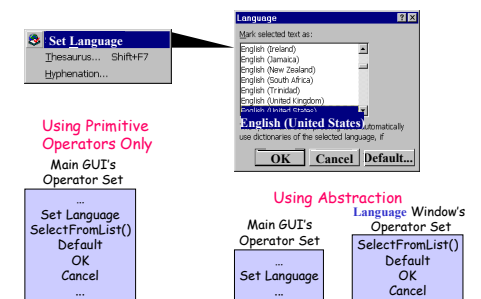 Set Language
Thesaurus... Shift+F7
Hyphenation...
Language
Mark selected text as:
English (Ireland)
English (Jamaica)
English (New Zealand)
English (South Africa)
English (Trinidad)
English (United Kingdom)
English (United States)
English (United States)
automatically
use dictionaries of the selected language, if
OK Cancel Default...
Using Primitive
Operators Only
Main GUI's
Operator Set
...
Set Language
SelectFromList()
Default
OK
Cancel
...
Using Abstraction
Main GUI's
Operator Set
...
Set Language
...
Language Window's
Operator Set
SelectFromList()
Default
OK
Cancel